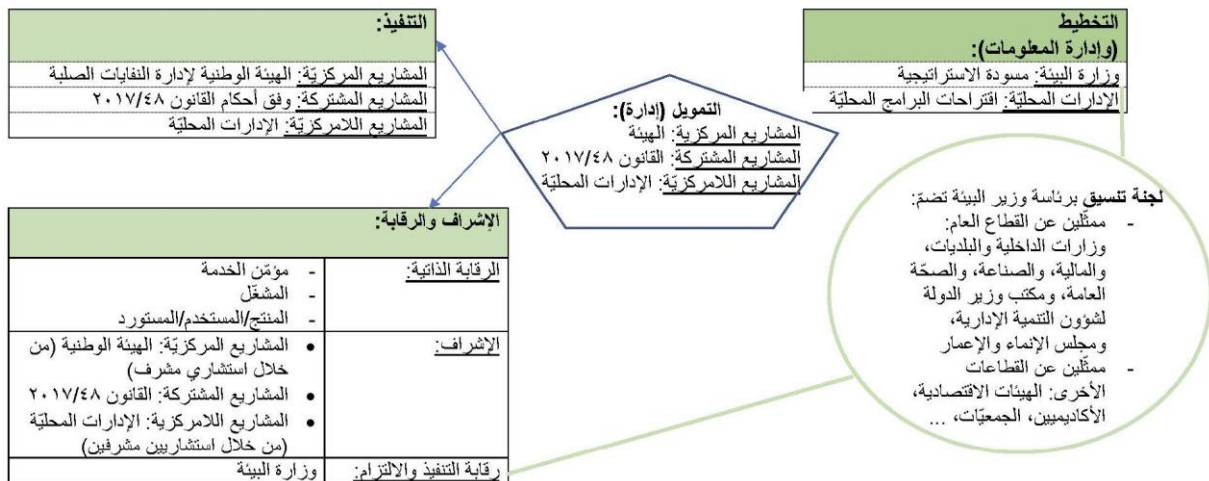 التخطيط
(وإدارة المعلومات):
وزارة البيئة: مسودة الاستراتيجية
الإدارات المحليّة: اقتراحات البرامج المحليّة
التنفيذ:
المشاريع المركزيّة: الهيئة الوطنية لإدارة النفايات الصلبة
المشاريع المشتركة: وفق أحكام القانون ٢٠١٧/٤٨
المشاريع اللامركزيّة: الإدارات المحليّة
التمويل (إدارة):
المشاريع المركزية: الهيئة
المشاريع المشتركة: القانون ٢٠١٧/٤٨
المشاريع اللامركزيّة: الإدارات المحليّة
لجنة تنسيق برئاسة وزير البيئة تضمّ:
- ممثّلين عن القطاع العام:
وزارات الداخلية والبلديات،
والمالية، والصناعة، والصحّة
العامة، ومكتب وزير الدولة
لشؤون التنمية الإدارية،
ومجلس الإنماء والإعمار
- ممثّلين عن القطاعات
الأخرى: الهيئات الاقتصادية،
الأكاديميين، الجمعيّات، ...
الإشراف والرقابة:
الرقابة الذاتية:
- مؤمّن الخدمة
- المشغّل
- المنتج/المستخدم/المستورد
الإشراف:
• المشاريع المركزيّة: الهيئة الوطنية (من
خلال استشاري مشرف)
• المشاريع المشتركة: القانون ٢٠١٧/٤٨
• المشاريع اللامركزية: الإدارات المحليّة
(من خلال استشاريين مشرفين)
رقابة التنفيذ والالتزام: وزارة البيئة